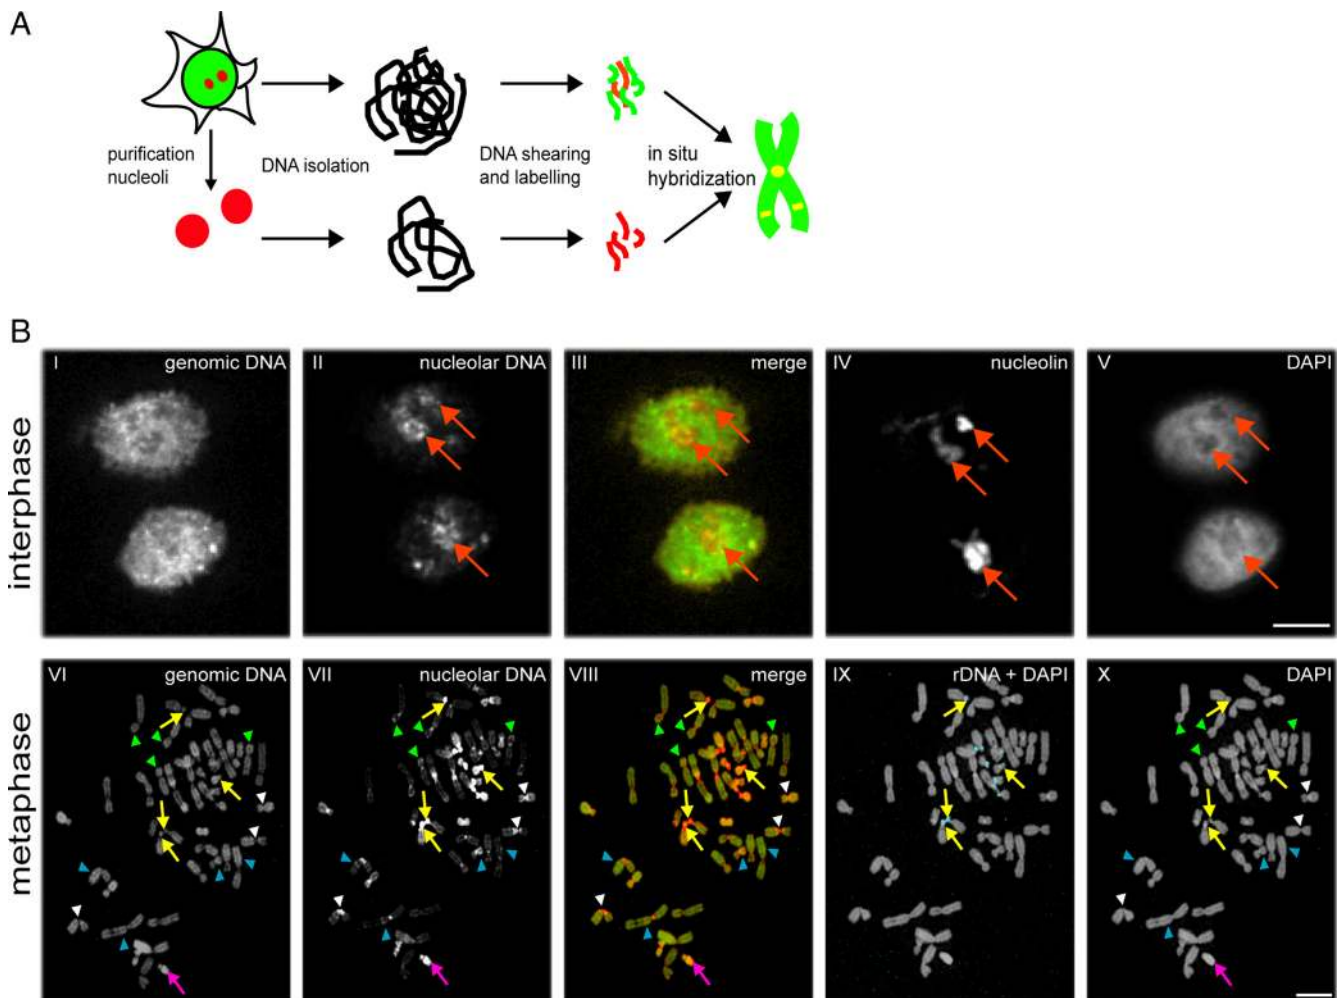 A
purification
nucleoli
DNA isolation
DNA shearing
and labelling
in situ
hybridization
B
interphase
I genomic DNA
II nucleolar DNA
III merge
IV nucleolin
V DAPI
metaphase
VI genomic DNA
VII nucleolar DNA
VIII merge
IX rDNA + DAPI
X DAPI